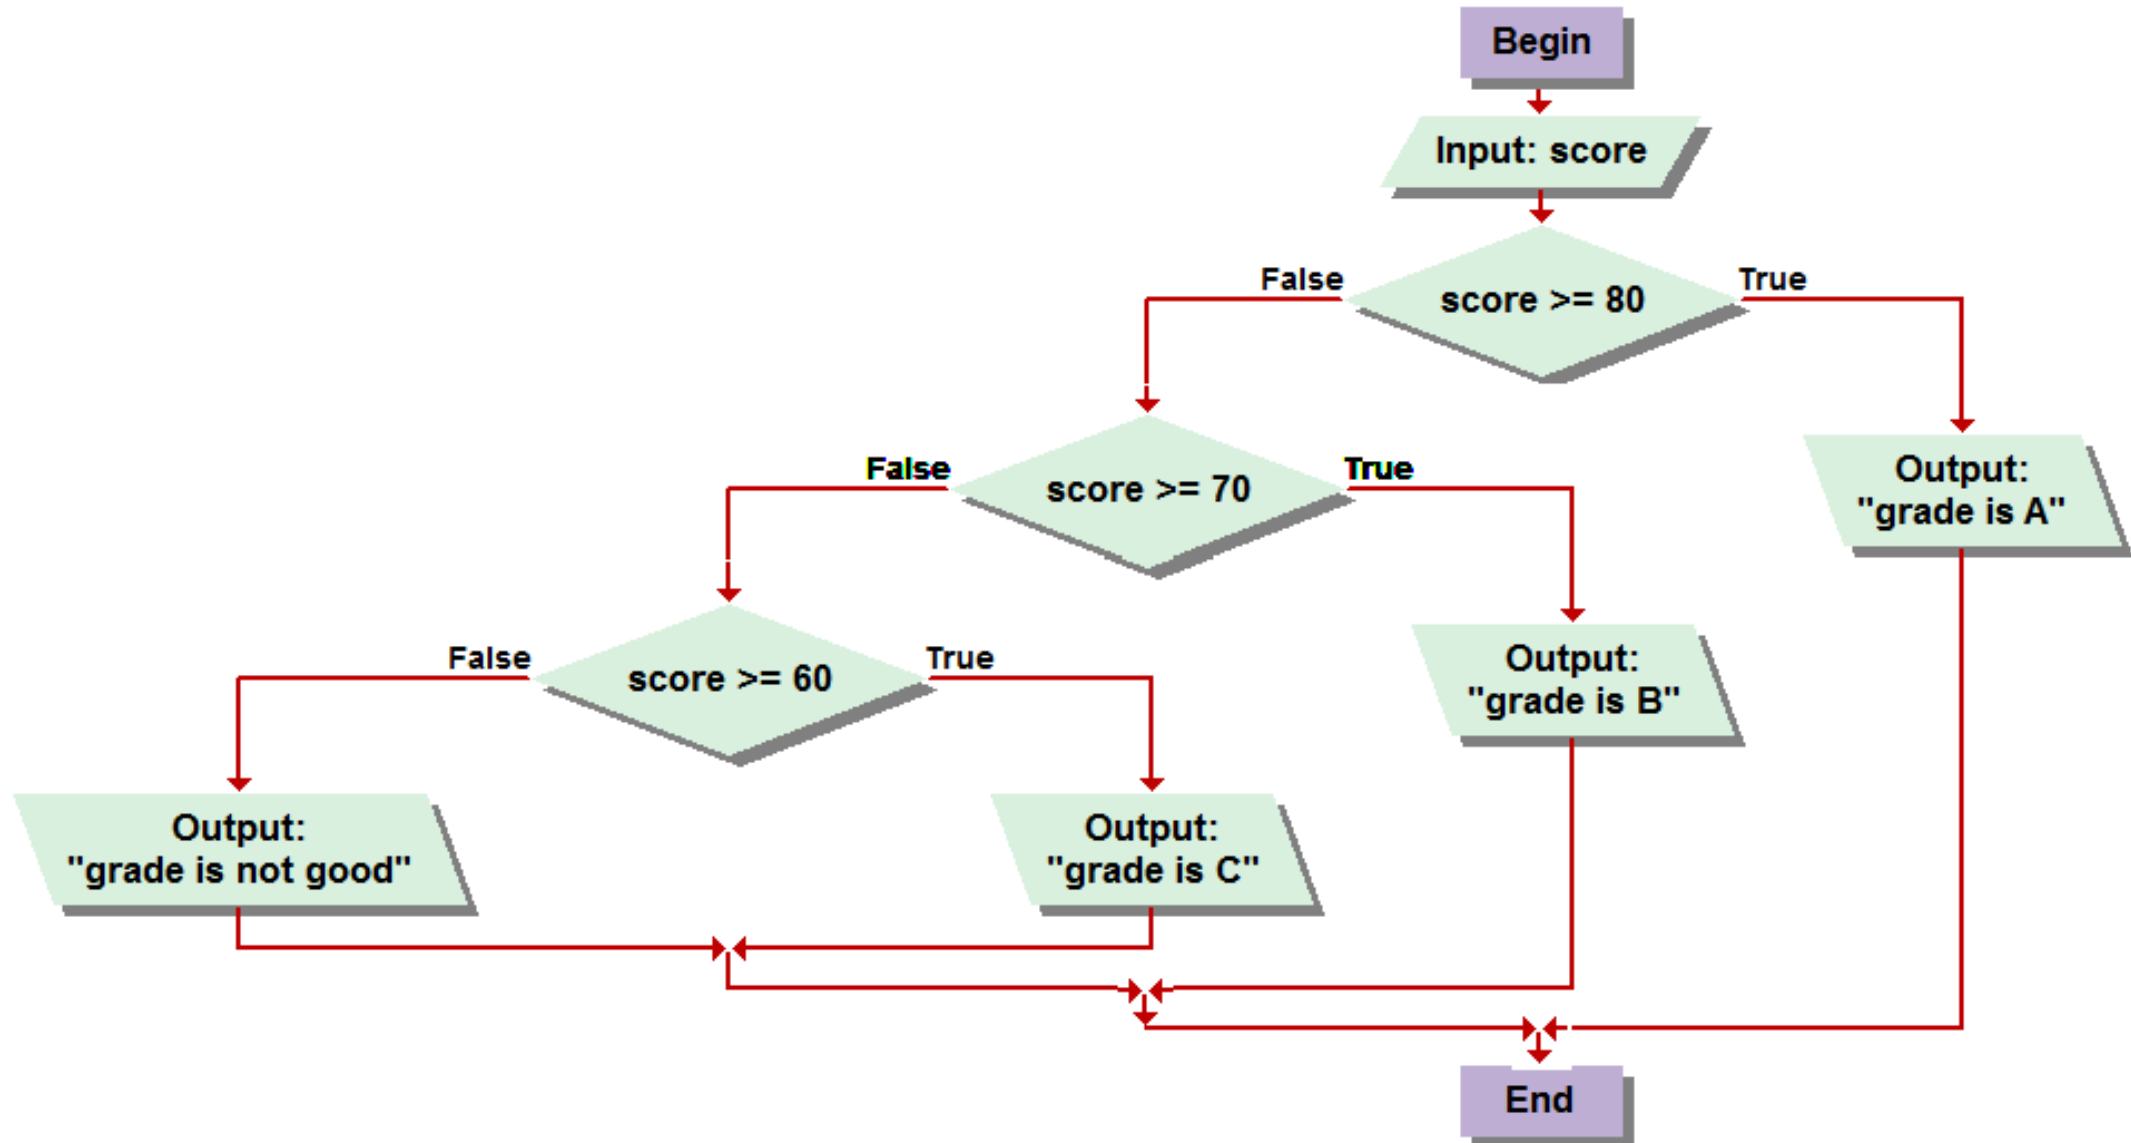 Begin
Input: score
False
True
score >= 80
False
True
score >= 70
Output:
"grade is A"
False
True
score >= 60
Output:
"grade is B"
Output:
"grade is not good"
Output:
"grade is C"
End